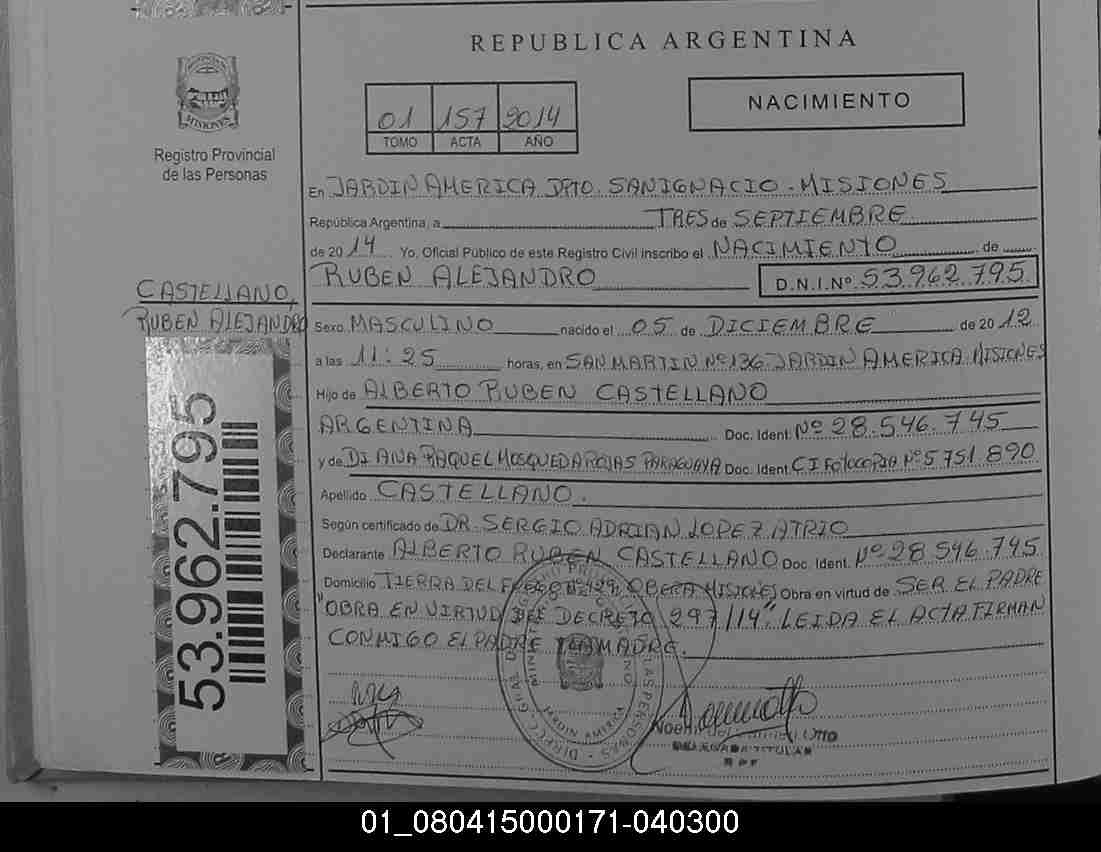 REPUBLICA ARGENTINA
MISIONES
Registro Provincial
de las Personas
01 157 2014
TOMO ACTA AÑO
NACIMIENTO
En JARDIN AMERICA DPTO. SAN IGNACIO - MISIONES
República Argentina, a TRES de SEPTIEMBRE
de 2014 Yo, Oficial Público de este Registro Civil inscribo el NACIMIENTO de
RUBEN ALEJANDRO D.N.I.Nº 53.962.795
CASTELLANO,
RUBEN ALEJANDRO
53.962.795
Sexo MASCULINO nacido el 05 de DICIEMBRE de 2012
a las 11:25 horas, en SAN MARTIN Nº 136-JARDIN AMERICA MISIONES
Hijo de ALBERTO RUBEN CASTELLANO
ARGENTINA Doc. Ident. Nº 28.546.745
y de DIANA RAQUEL MOSQUEDA ROJAS PARAGUAYA Doc. Ident. CI FOTOCOPIA Nº 5751.890
Apellido CASTELLANO.
Según certificado de DR. SERGIO ADRIAN LOPEZ ATRIO
Declarante ALBERTO RUBEN CASTELLANO Doc. Ident. Nº 28.546.745
Domicilio TIERRA DEL FUEGO Nº OBERA MISIONES Obra en virtud de SER EL PADRE
"OBRA EN VIRTUD DEL DECRETO 297/14" LEIDA EL ACTA FIRMAN
CONMIGO EL PADRE LA MADRE.
JARDIN AMERICA
Noemi Otto
TITULAR
01_080415000171-040300